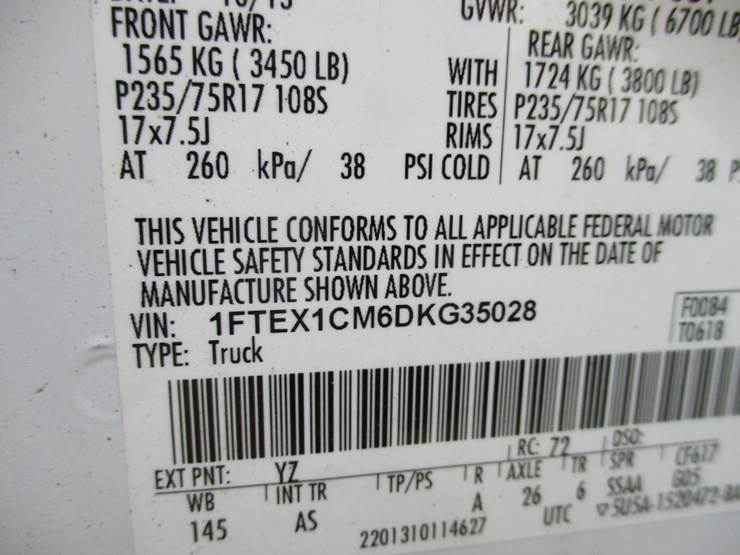 GVWR: 3039 KG ( 6700 LB
FRONT GAWR: REAR GAWR:
1565 KG ( 3450 LB) WITH 1724 KG ( 3800 LB)
P235/75R17 108S TIRES P235/75R17 108S
17x7.5J RIMS 17x7.5J
AT 260 kPa/ 38 PSI COLD AT 260 kPa/ 38 P
THIS VEHICLE CONFORMS TO ALL APPLICABLE FEDERAL MOTOR
VEHICLE SAFETY STANDARDS IN EFFECT ON THE DATE OF
MANUFACTURE SHOWN ABOVE.
VIN: 1FTEX1CM6DKG35028 F0084
TYPE: Truck T0618
EXT PNT: YZ RC: 72 DSO:
WB INT TR TP/PS R AXLE TR SPR CF617
145 AS A 26 6 SSAA G05
2201310114627 UTC